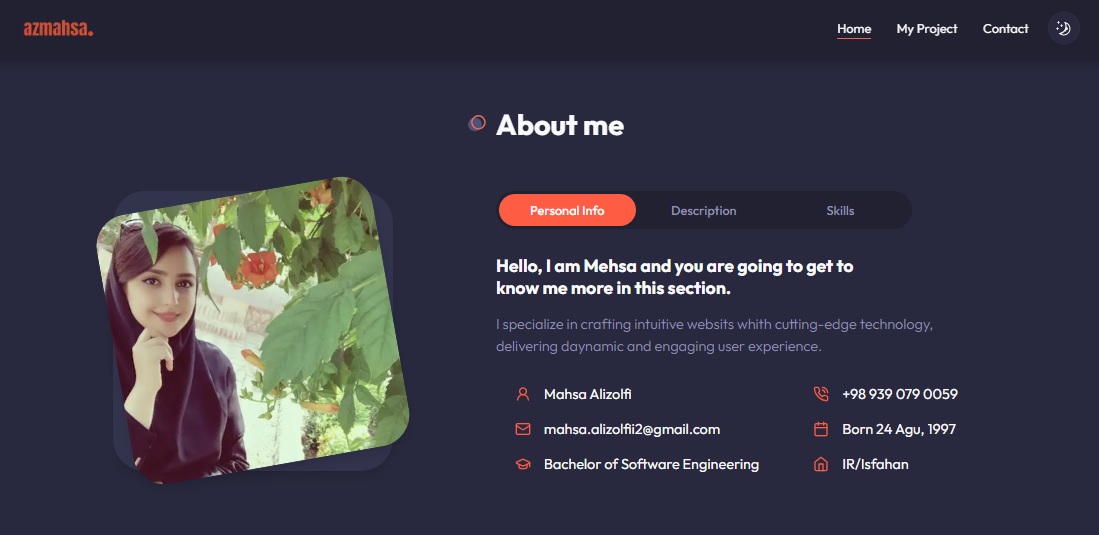 azmahsa.
Home My Project Contact
About me
Personal Info Description Skills
Hello, I am Mehsa and you are going to get to
know me more in this section.
I specialize in crafting intuitive websits whith cutting-edge technology,
delivering daynamic and engaging user experience.
Mahsa Alizolfi +98 939 079 0059
mahsa.alizolfii2@gmail.com Born 24 Agu, 1997
Bachelor of Software Engineering IR/Isfahan